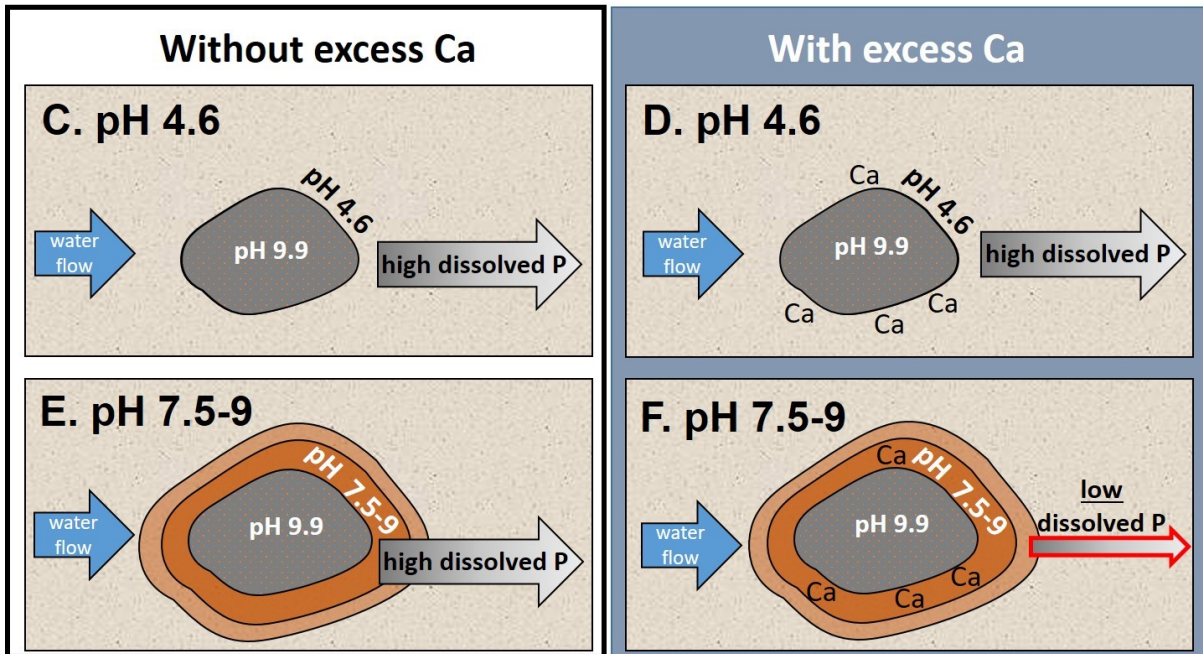 Without excess Ca
C. pH 4.6
pH 4.6
water
flow
pH 9.9
high dissolved P
E. pH 7.5-9
pH 7.5-9
water
flow
pH 9.9
high dissolved P
With excess Ca
D. pH 4.6
Ca
pH 4.6
water
flow
pH 9.9
high dissolved P
Ca
Ca
Ca
F. pH 7.5-9
Ca
pH 7.5-9
low
dissolved P
water
flow
pH 9.9
Ca
Ca
Ca